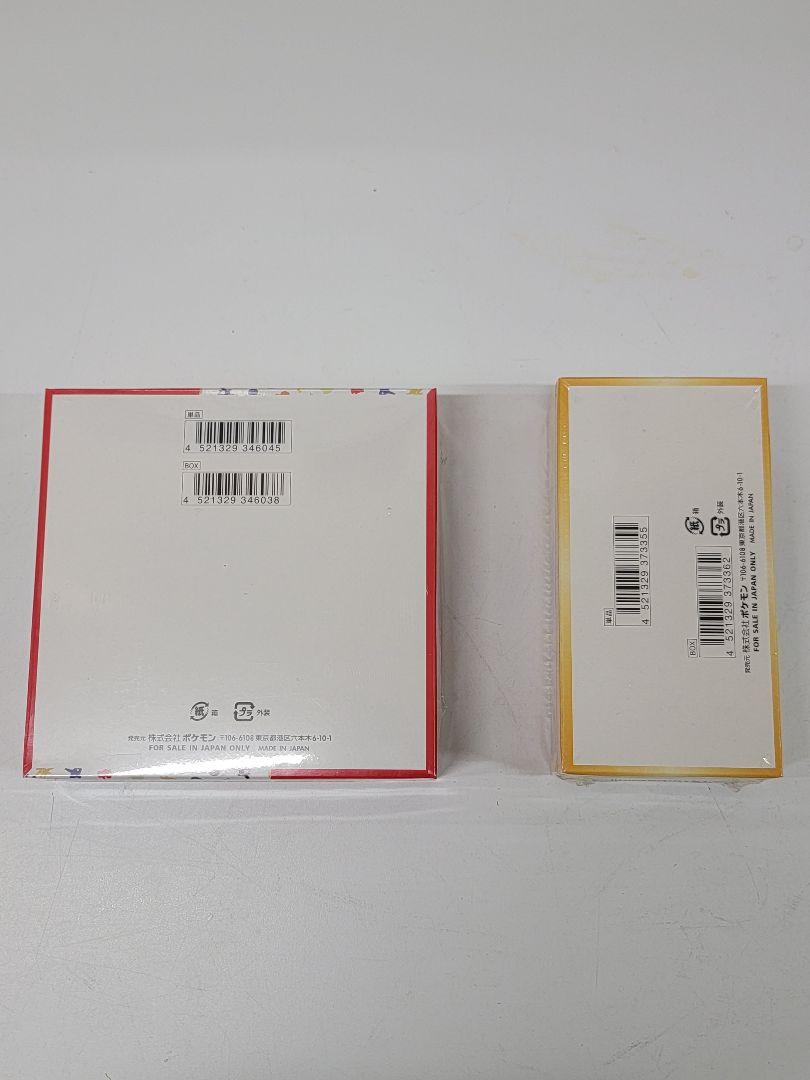 単品
4 521329 346045
BOX
4 521329 346038
紙 箱 プラ 外装
発売元 株式会社ポケモン 〒106-6108 東京都港区六本木6-10-1
FOR SALE IN JAPAN ONLY MADE IN JAPAN
単品
4 521329 373355
BOX
4 521329 373362
紙 箱 プラ 外装
発売元 株式会社ポケモン 〒106-6108 東京都港区六本木6-10-1
FOR SALE IN JAPAN ONLY MADE IN JAPAN